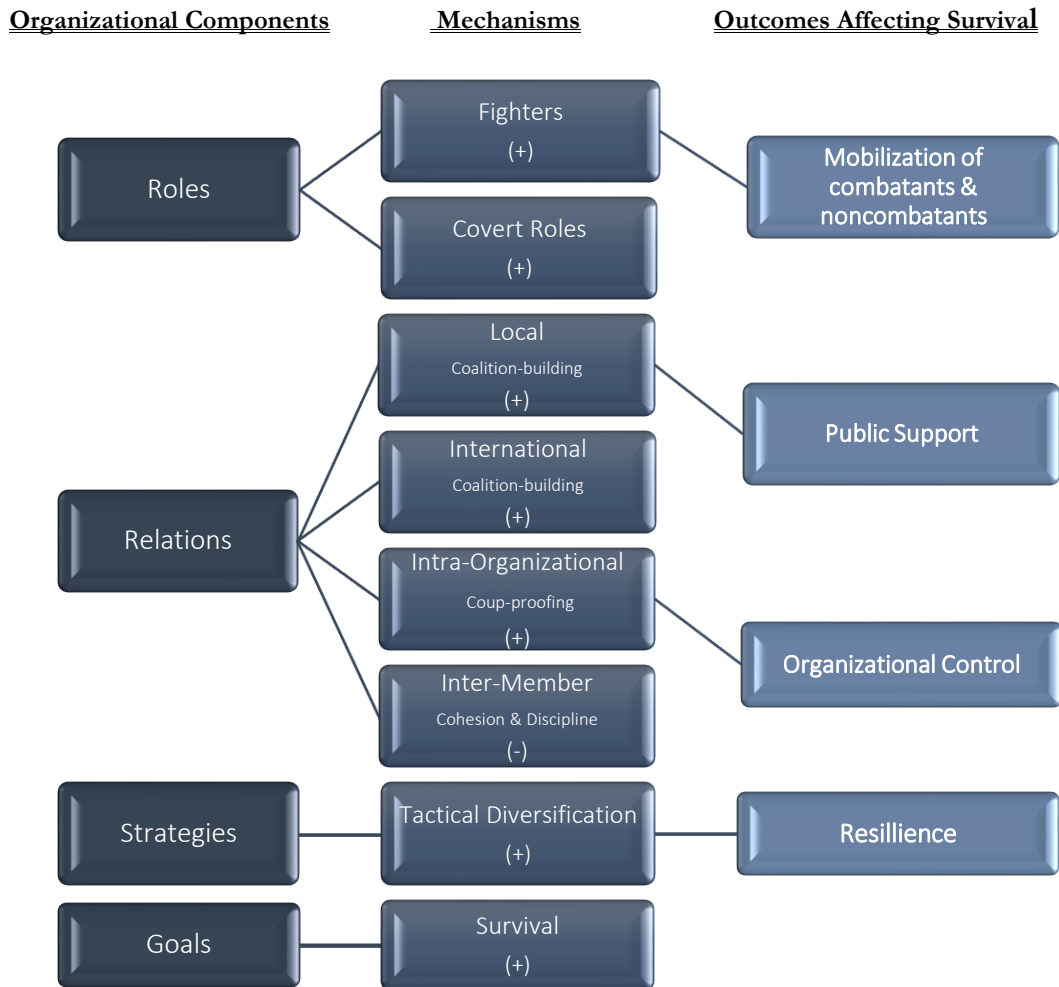 Organizational Components
Mechanisms
Outcomes Affecting Survival
Roles
Fighters
(+)
Covert Roles
(+)
Mobilization of
combatants &
noncombatants
Relations
Local
Coalition-building
(+)
International
Coalition-building
(+)
Intra-Organizational
Coup-proofing
(+)
Inter-Member
Cohesion & Discipline
(-)
Public Support
Organizational Control
Strategies
Tactical Diversification
(+)
Resillience
Goals
Survival
(+)